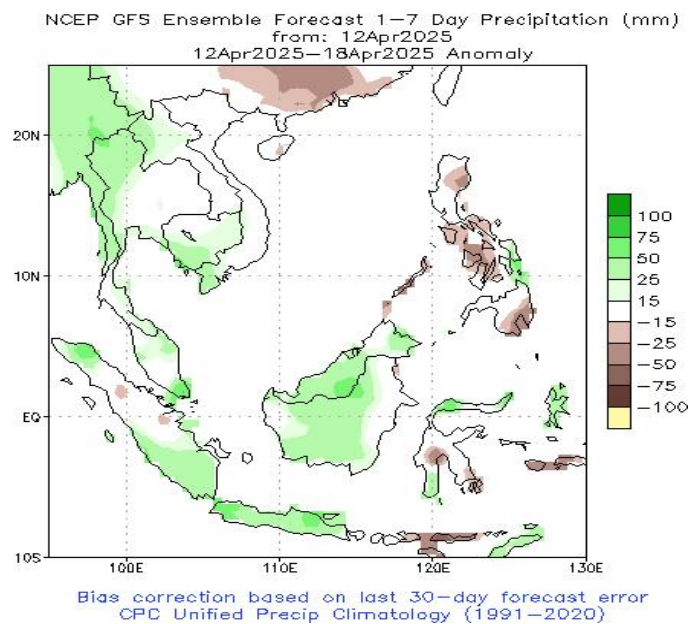 NCEP GFS Ensemble Forecast 1-7 Day Precipitation (mm)
from: 12Apr2025
12Apr2025-18Apr2025 Anomaly
20N
10N
EQ
10S
100E
110E
120E
130E
100
75
50
25
15
-15
-25
-50
-75
-100
Bias correction based on last 30-day forecast error
CPC Unified Precip Climatology (1991-2020)